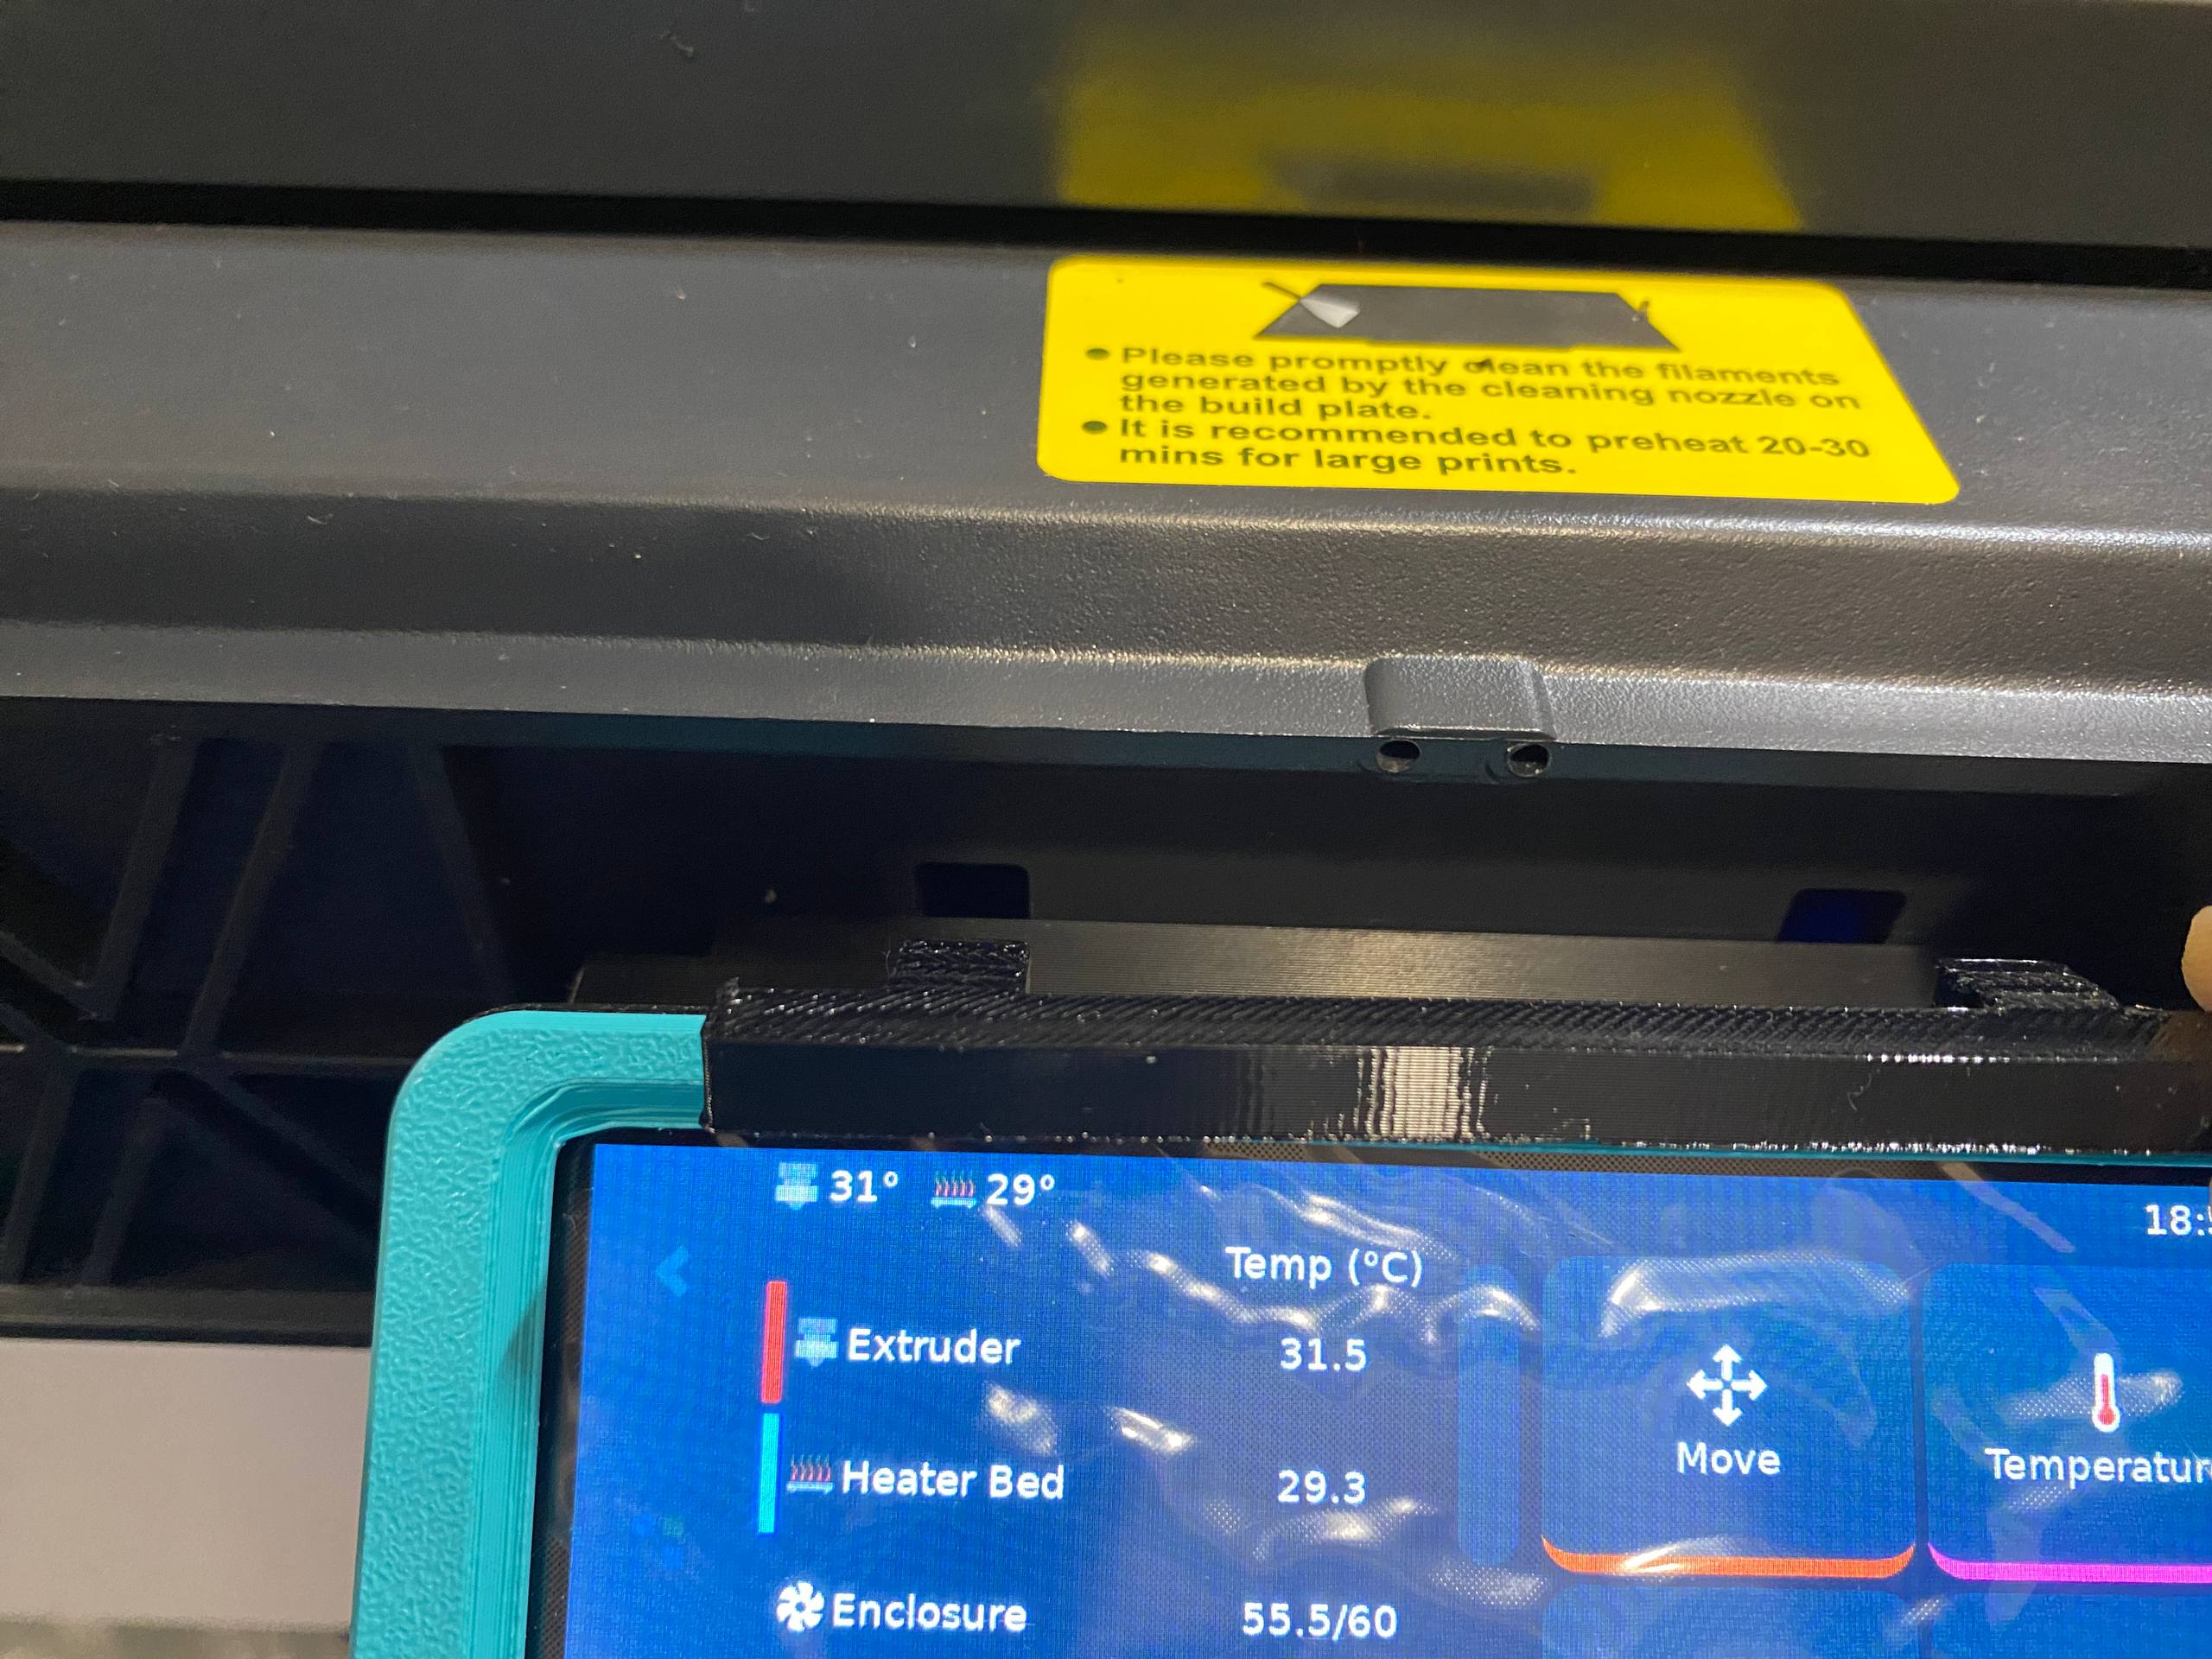 ● Please promptly clean the filaments
generated by the cleaning nozzle on
the build plate.
● It is recommended to preheat 20-30
mins for large prints.
31° 29°
18:
Temp (°C)
Extruder 31.5
Move
Heater Bed 29.3
Enclosure 55.5/60